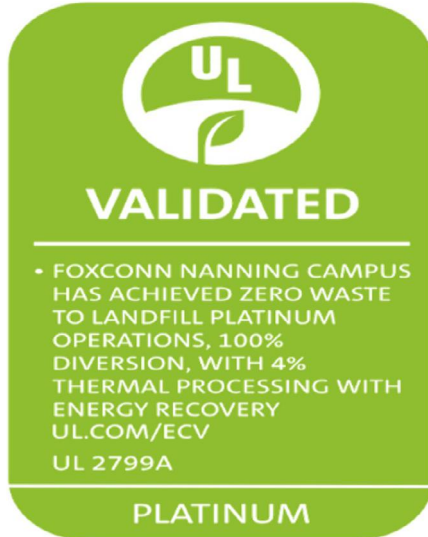 UL
VALIDATED
• FOXCONN NANNING CAMPUS
HAS ACHIEVED ZERO WASTE
TO LANDFILL PLATINUM
OPERATIONS, 100%
DIVERSION, WITH 4%
THERMAL PROCESSING WITH
ENERGY RECOVERY
UL.COM/ECV
UL 2799A
PLATINUM